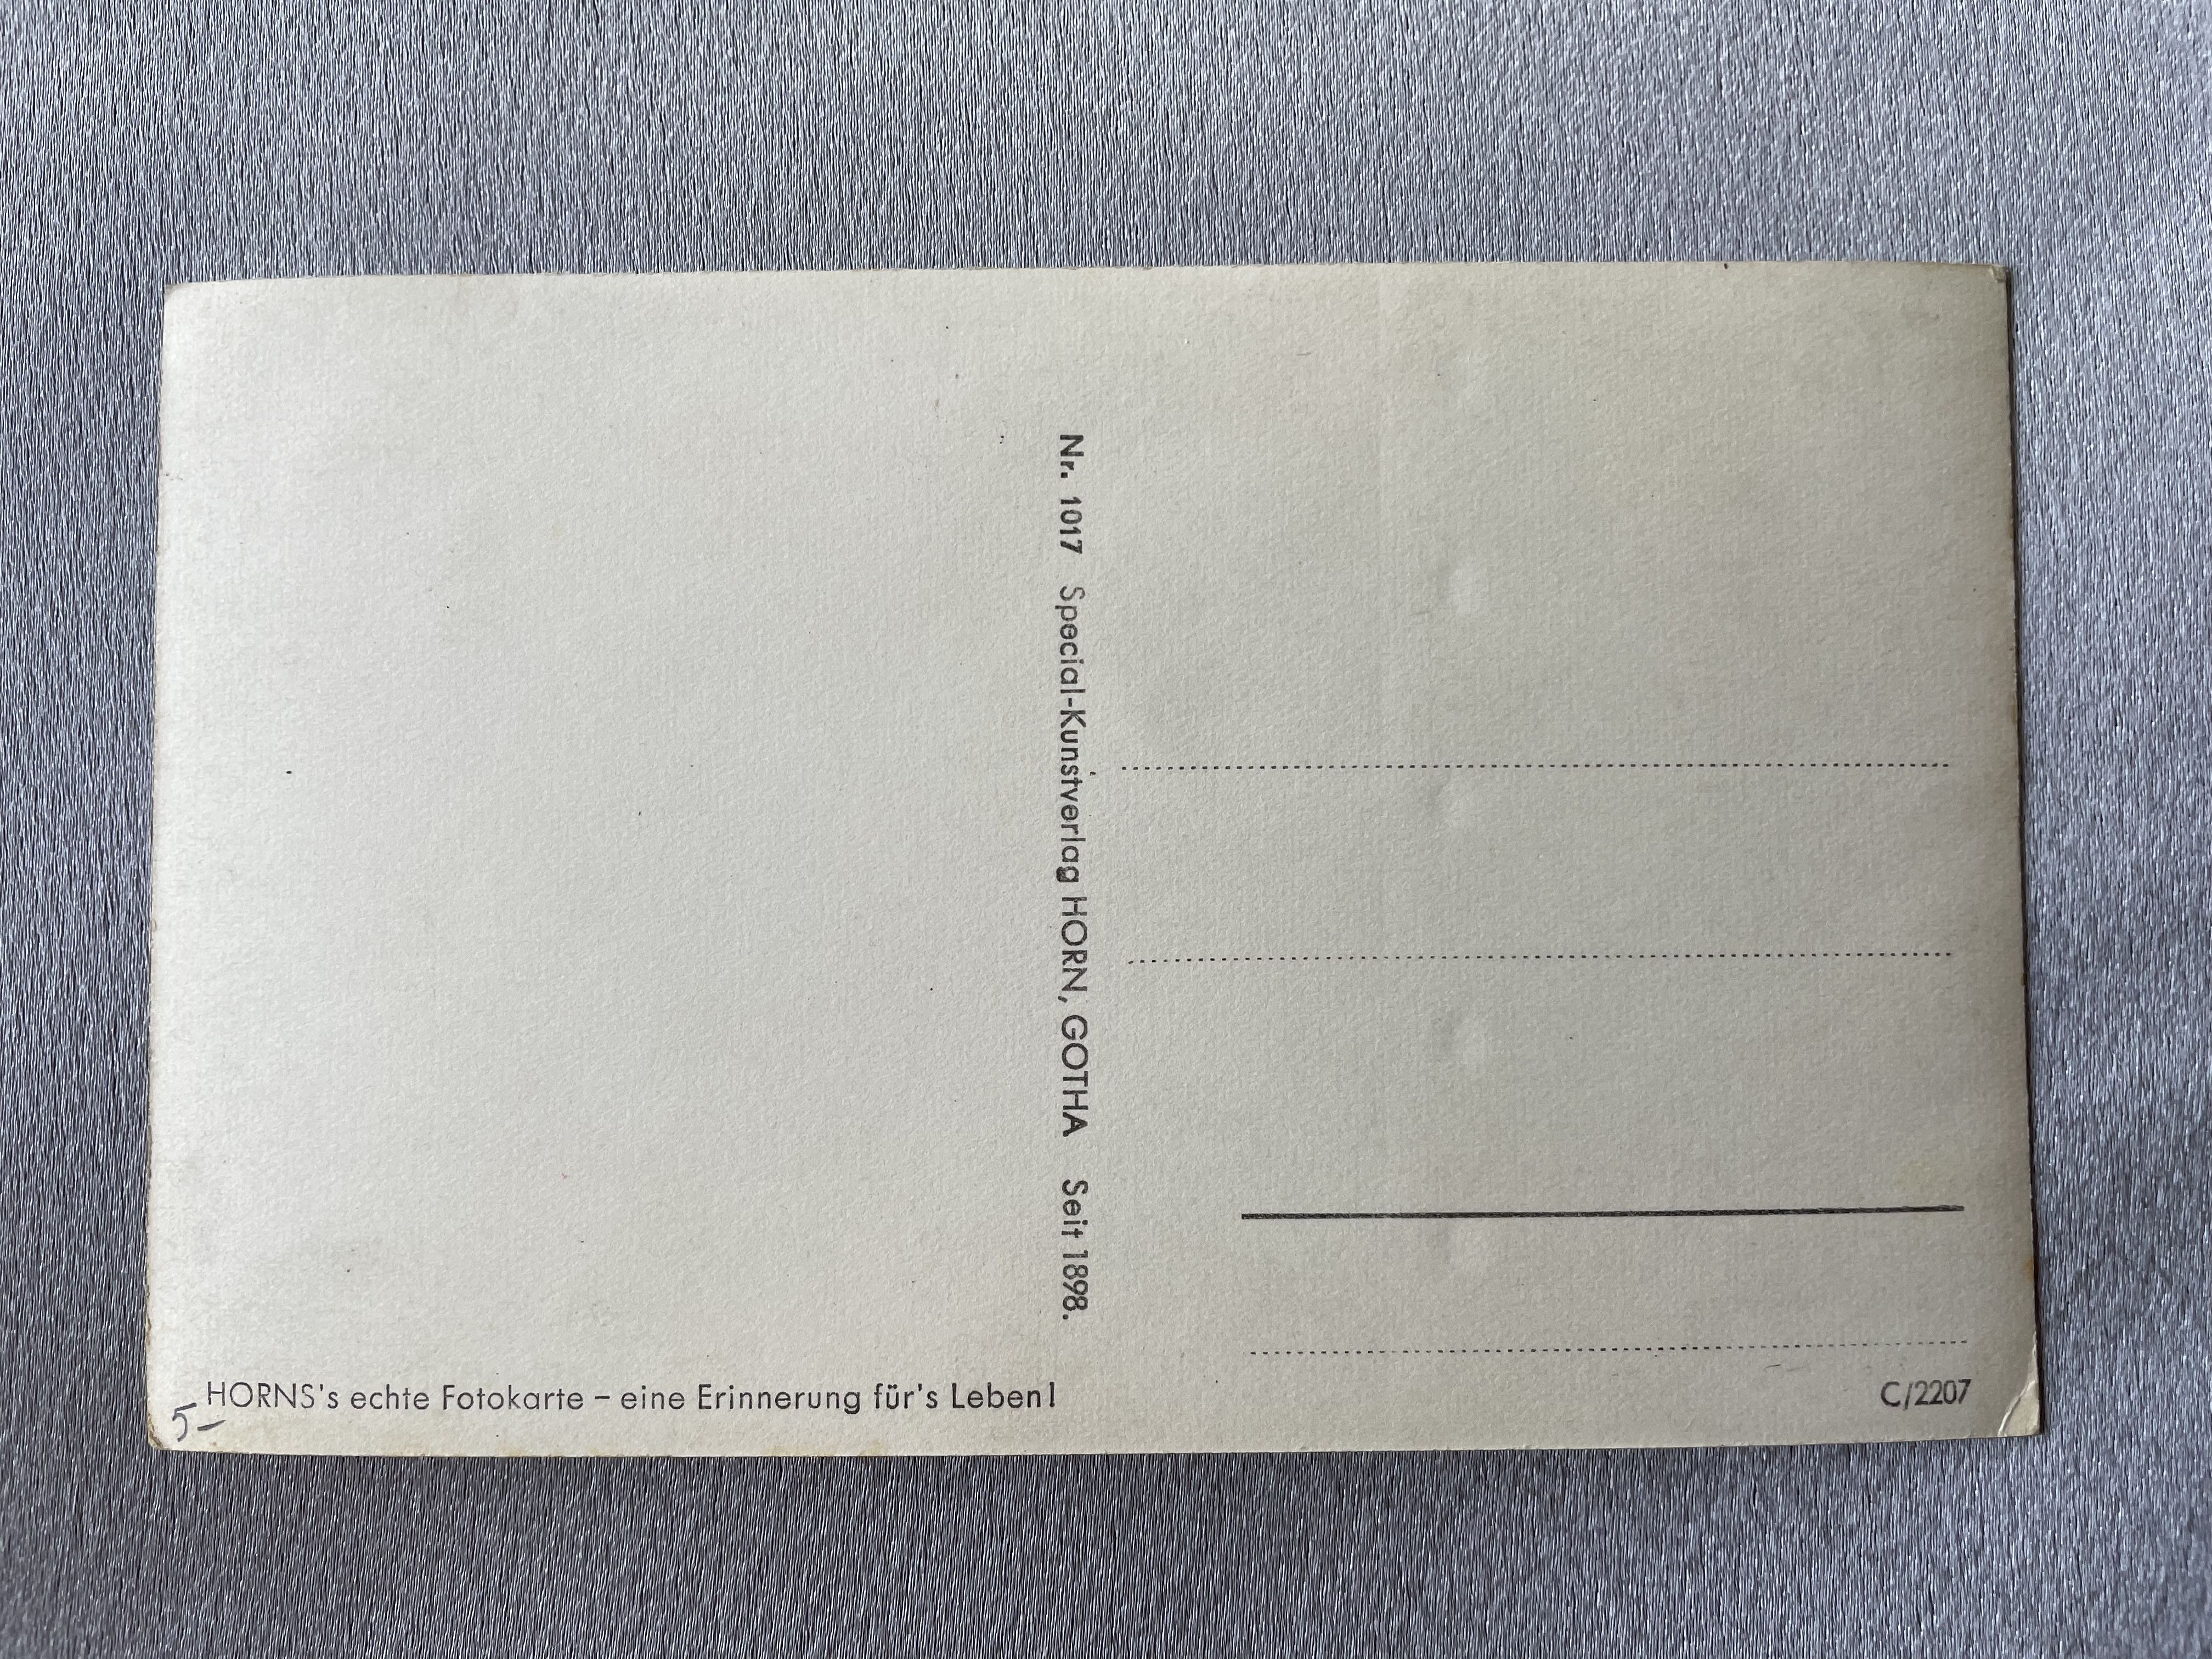 Nr. 1017 Special-Kunstverlag HORN, GOTHA Seit 1898.
HORNS's echte Fotokarte – eine Erinnerung für's Leben!
C/2207
5–